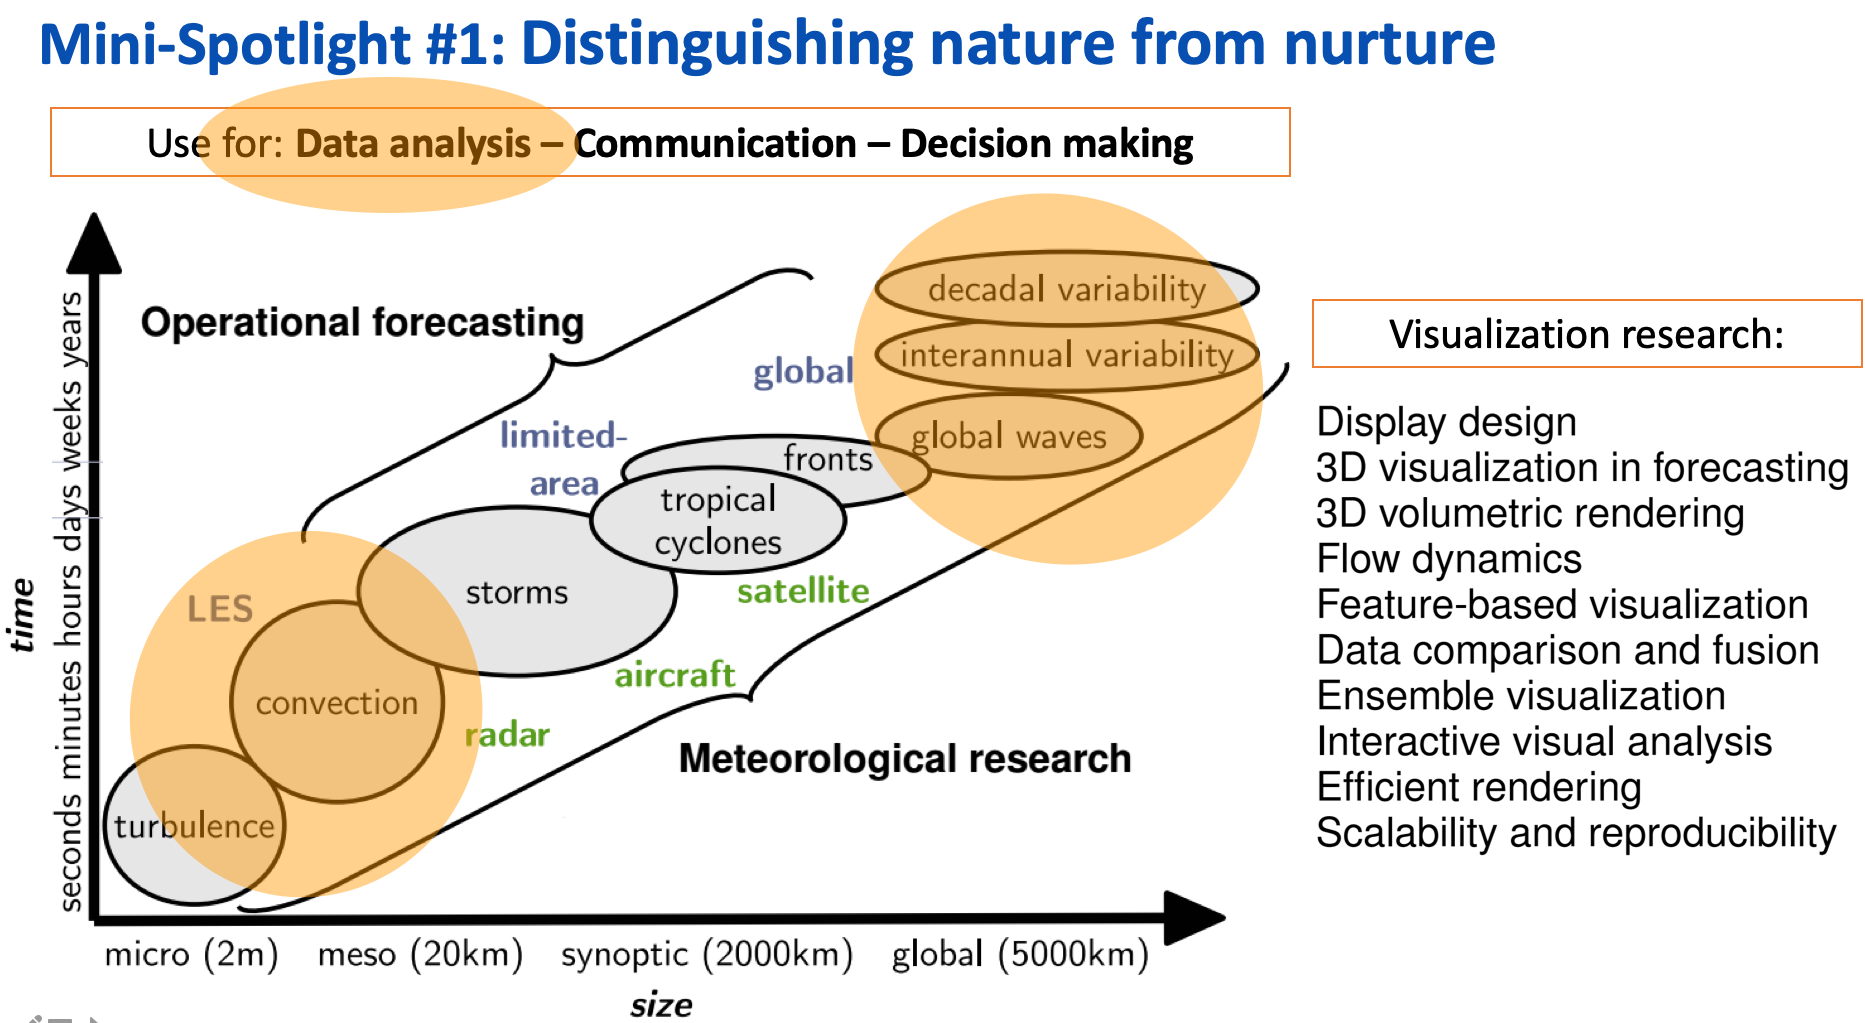 Mini-Spotlight #1: Distinguishing nature from nurture
Use for: Data analysis – Communication – Decision making
Operational forecasting
decadal variability
interannual variability
global
global waves
limited-
area
fronts
tropical
cyclones
storms
LES
satellite
aircraft
convection
radar
Meteorological research
turbulence
time
seconds minutes hours days weeks years
micro (2m)
meso (20km)
synoptic (2000km)
global (5000km)
size
Visualization research:
Display design
3D visualization in forecasting
3D volumetric rendering
Flow dynamics
Feature-based visualization
Data comparison and fusion
Ensemble visualization
Interactive visual analysis
Efficient rendering
Scalability and reproducibility